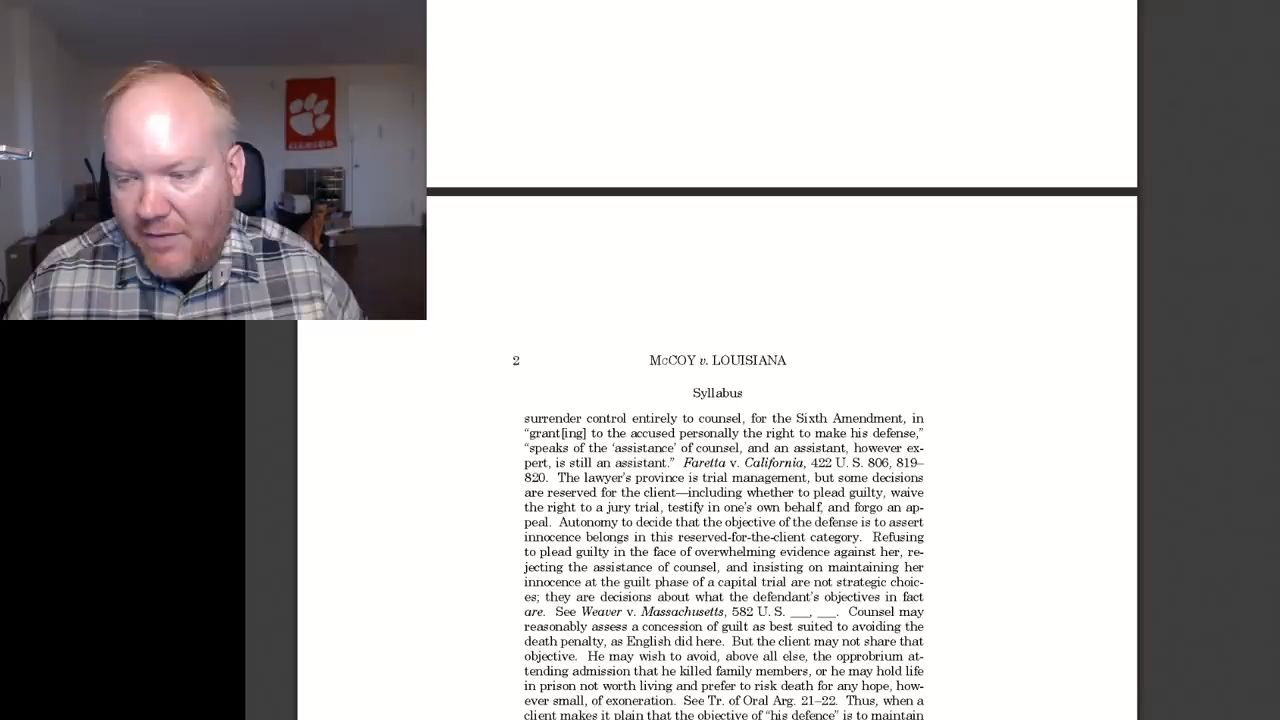 CLEMSON
2 McCOY v. LOUISIANA
Syllabus
surrender control entirely to counsel, for the Sixth Amendment, in
“grant[ing] to the accused personally the right to make his defense,”
“speaks of the ‘assistance’ of counsel, and an assistant, however ex-
pert, is still an assistant.” Faretta v. California, 422 U. S. 806, 819–
820. The lawyer’s province is trial management, but some decisions
are reserved for the client—including whether to plead guilty, waive
the right to a jury trial, testify in one’s own behalf, and forgo an ap-
peal. Autonomy to decide that the objective of the defense is to assert
innocence belongs in this reserved-for-the-client category. Refusing
to plead guilty in the face of overwhelming evidence against her, re-
jecting the assistance of counsel, and insisting on maintaining her
innocence at the guilt phase of a capital trial are not strategic choic-
es; they are decisions about what the defendant’s objectives in fact
are. See Weaver v. Massachusetts, 582 U. S. ___, ___. Counsel may
reasonably assess a concession of guilt as best suited to avoiding the
death penalty, as English did here. But the client may not share that
objective. He may wish to avoid, above all else, the opprobrium at-
tending admission that he killed family members, or he may hold life
in prison not worth living and prefer to risk death for any hope, how-
ever small, of exoneration. See Tr. of Oral Arg. 21–22. Thus, when a
client makes it plain that the objective of “his defence” is to maintain